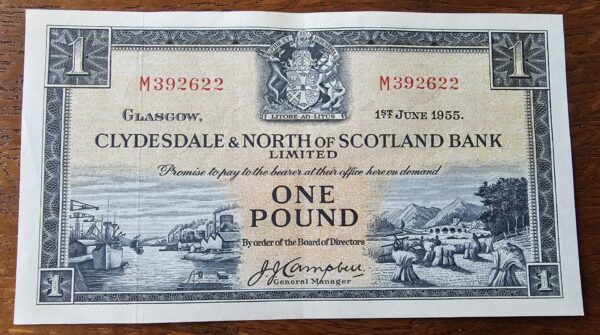 1 1
M392622 M392622
LITORE AD LITUS
GLASGOW, 1ST JUNE 1955.
CLYDESDALE & NORTH OF SCOTLAND BANK
LIMITED
Promise to pay to the bearer at their office here on demand
ONE
POUND
By order of the Board of Directors
J.J. Campbell
General Manager
1 1